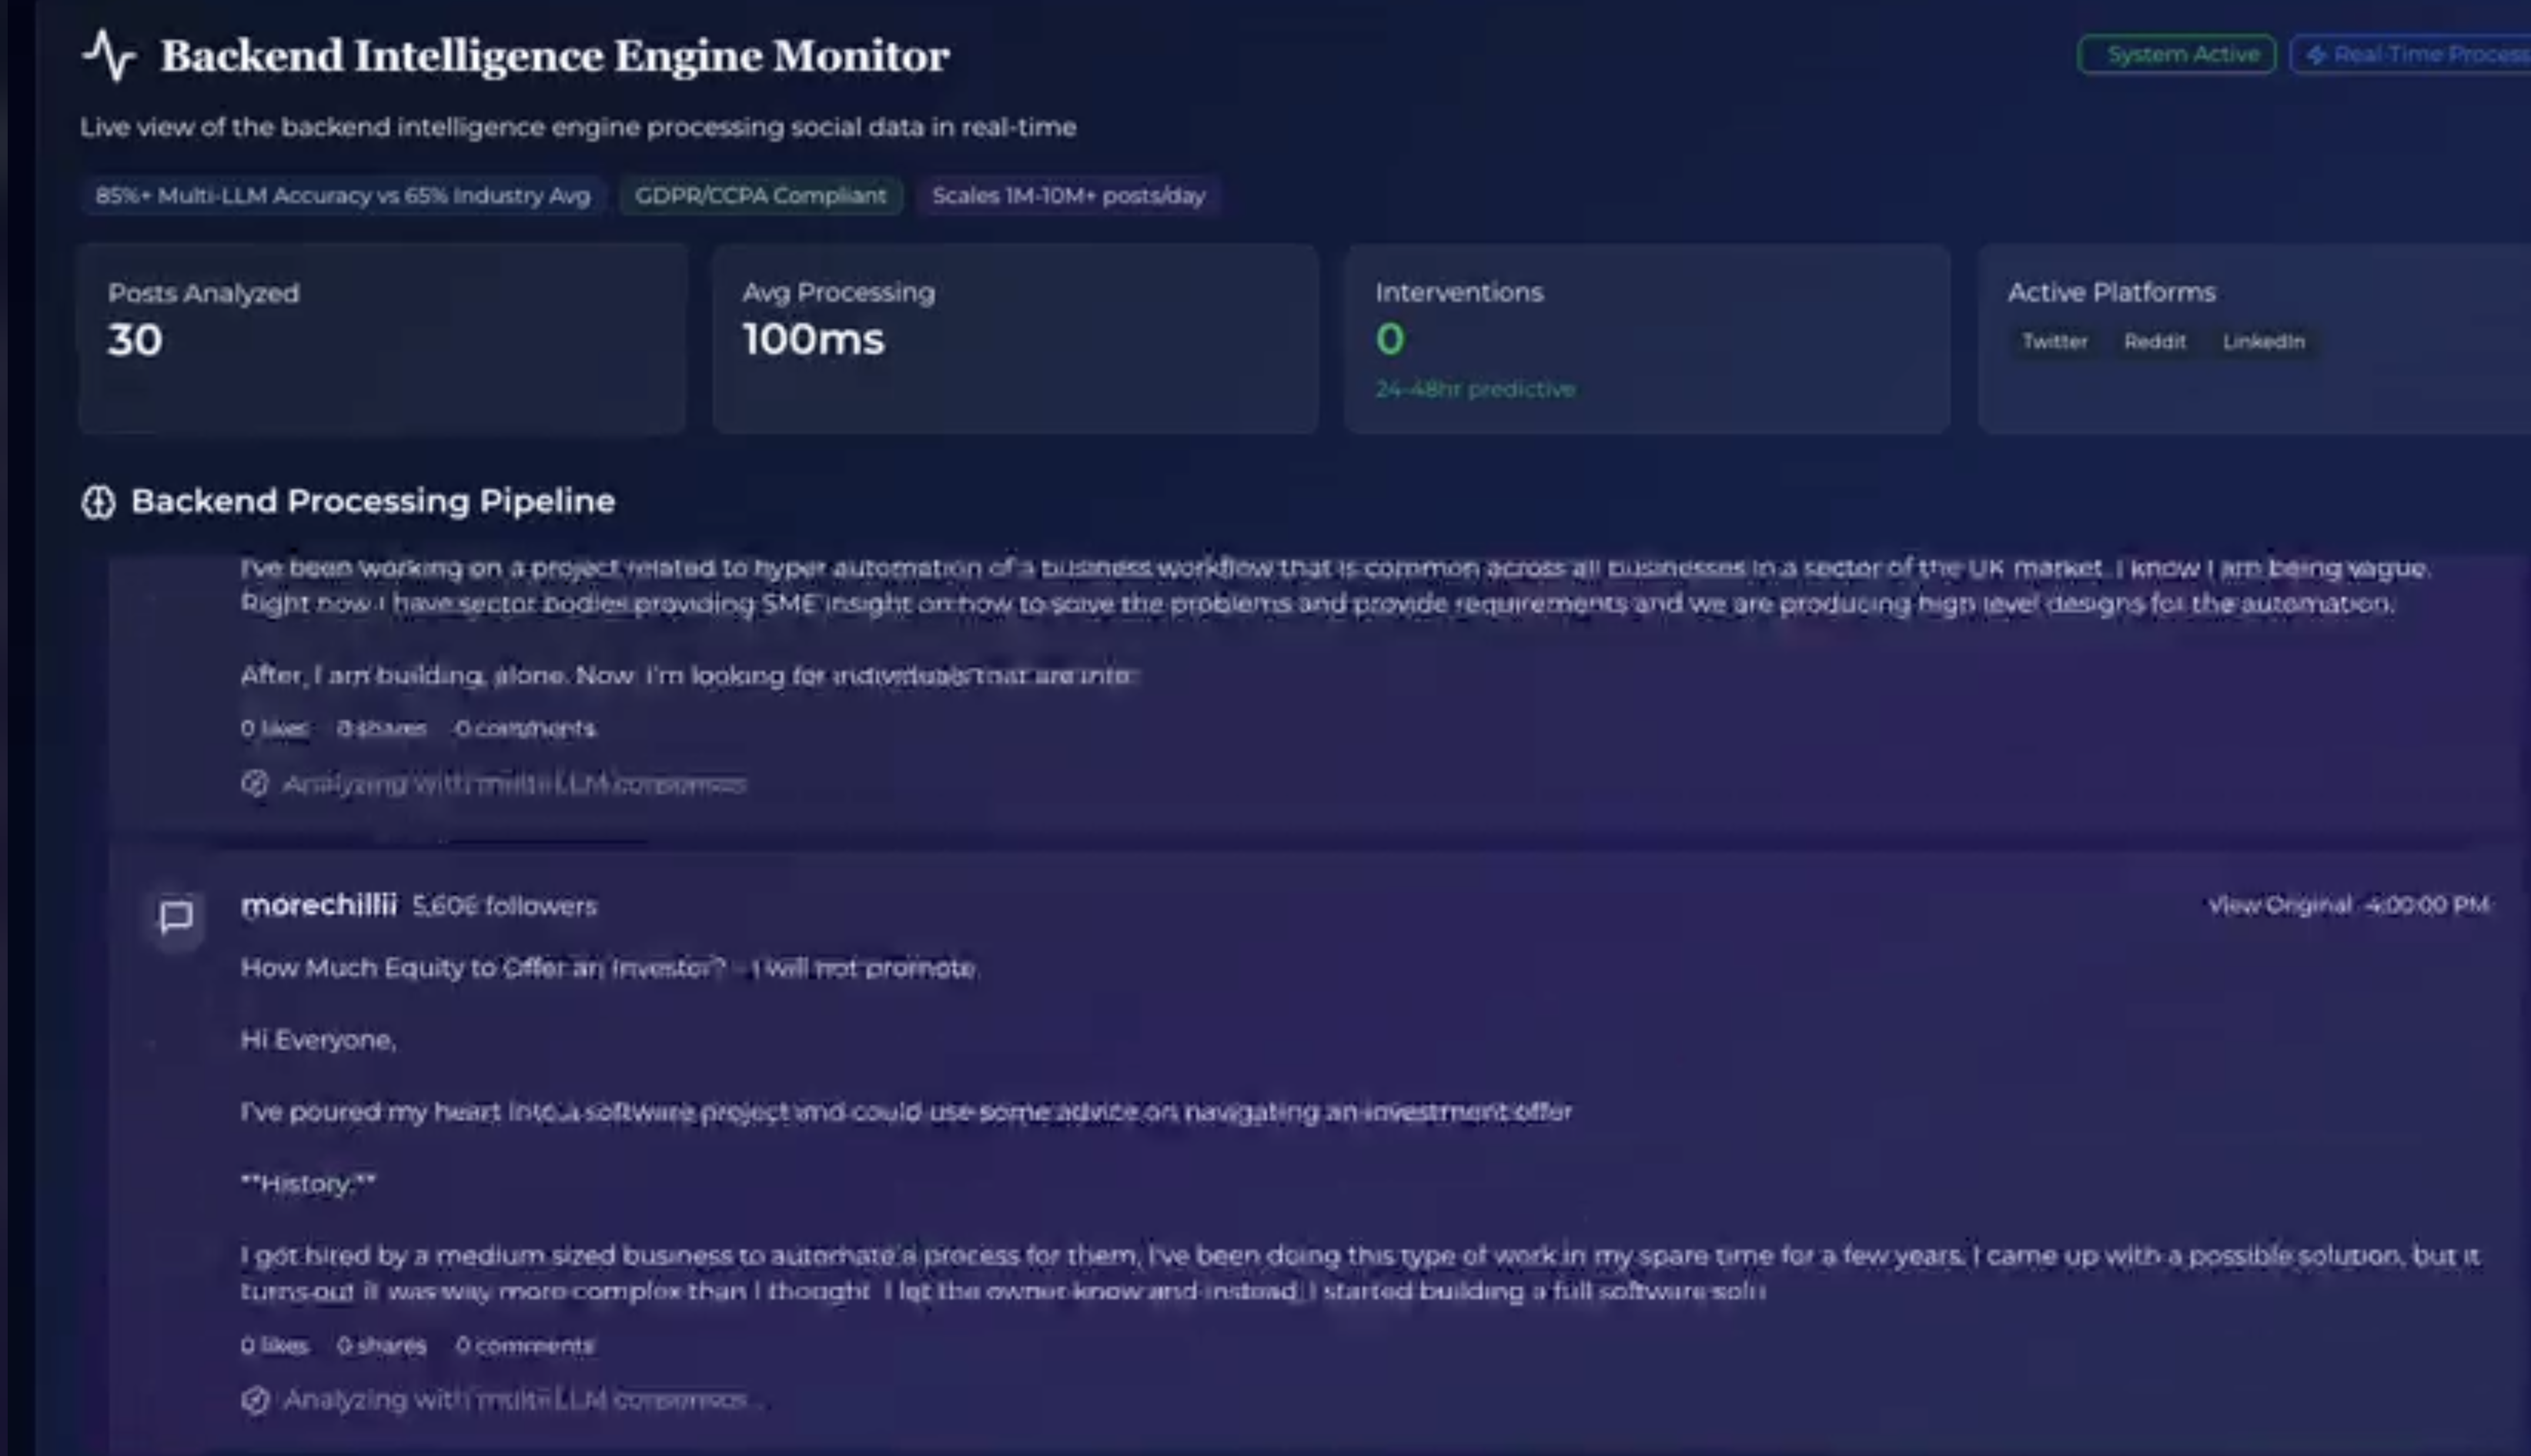 Backend Intelligence Engine Monitor
System Active
Real-Time Process
Live view of the backend intelligence engine processing social data in real-time
85%+ Multi-LLM Accuracy vs 65% Industry Avg
GDPR/CCPA Compliant
Scales 1M-10M+ posts/day
Posts Analyzed
30
Avg Processing
100ms
Interventions
0
24-48hr predictive
Active Platforms
Twitter Reddit LinkedIn
Backend Processing Pipeline
I've been working on a project related to hyper automation of a business workflow that is common across all businesses in a sector of the UK market. I know I am being vague.
Right now I have sector bodies providing SME insight on how to solve the problems and provide requirements and we are producing high level designs for the automation.
After, I am building, alone. Now I'm looking for individuals that are inte
0 likes 0 shares 0 comments
Analyzing with multi-LLM consensus
morechillii 5,606 followers
View Original 4:00:00 PM
How Much Equity to Offer an Investor? - I will not promote
Hi Everyone,
I've poured my heart into a software project and could use some advice on navigating an investment offer
**History:**
I got hired by a medium sized business to automate a process for them, I've been doing this type of work in my spare time for a few years. I came up with a possible solution, but it
turns out it was way more complex than I thought. I let the owner know and instead, I started building a full software solu
0 likes 0 shares 0 comments
Analyzing with multi-LLM consensus...